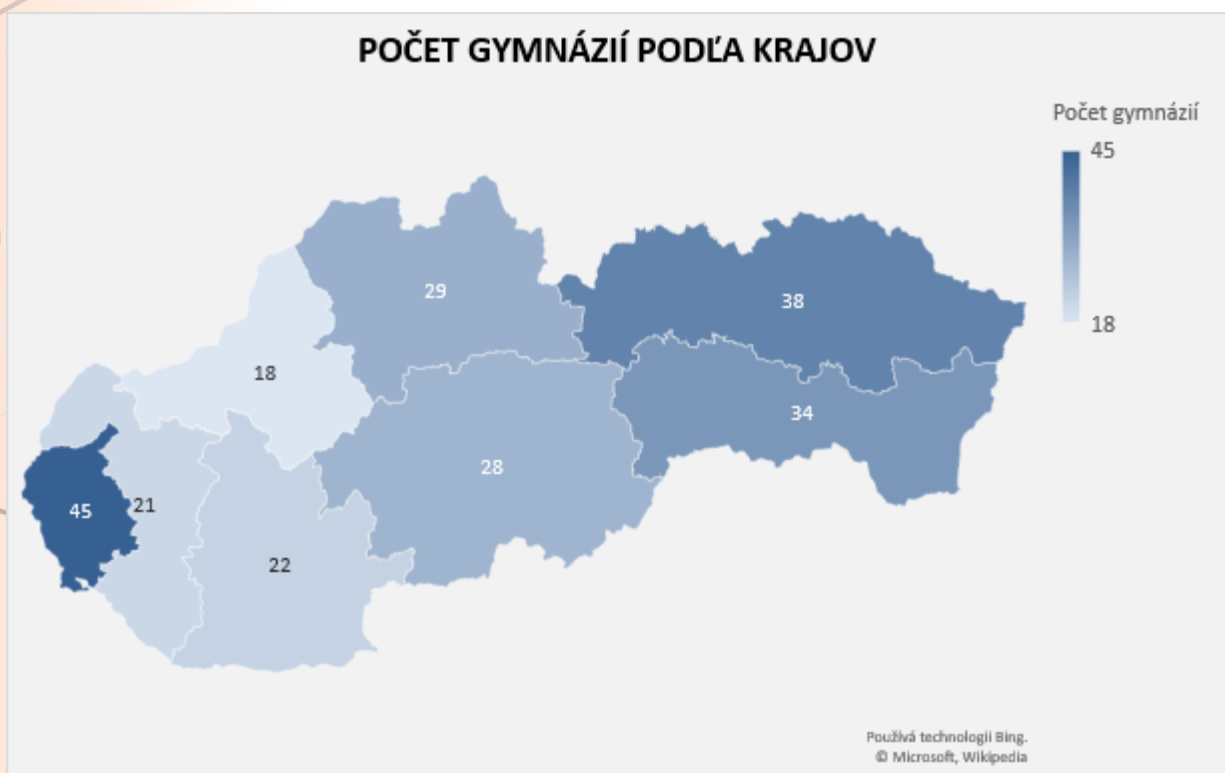 POČET GYMNÁZIÍ PODĽA KRAJOV
Počet gymnázií
45
18
29
38
18
34
28
45
21
22
Používá technologii Bing.
© Microsoft, Wikipedia